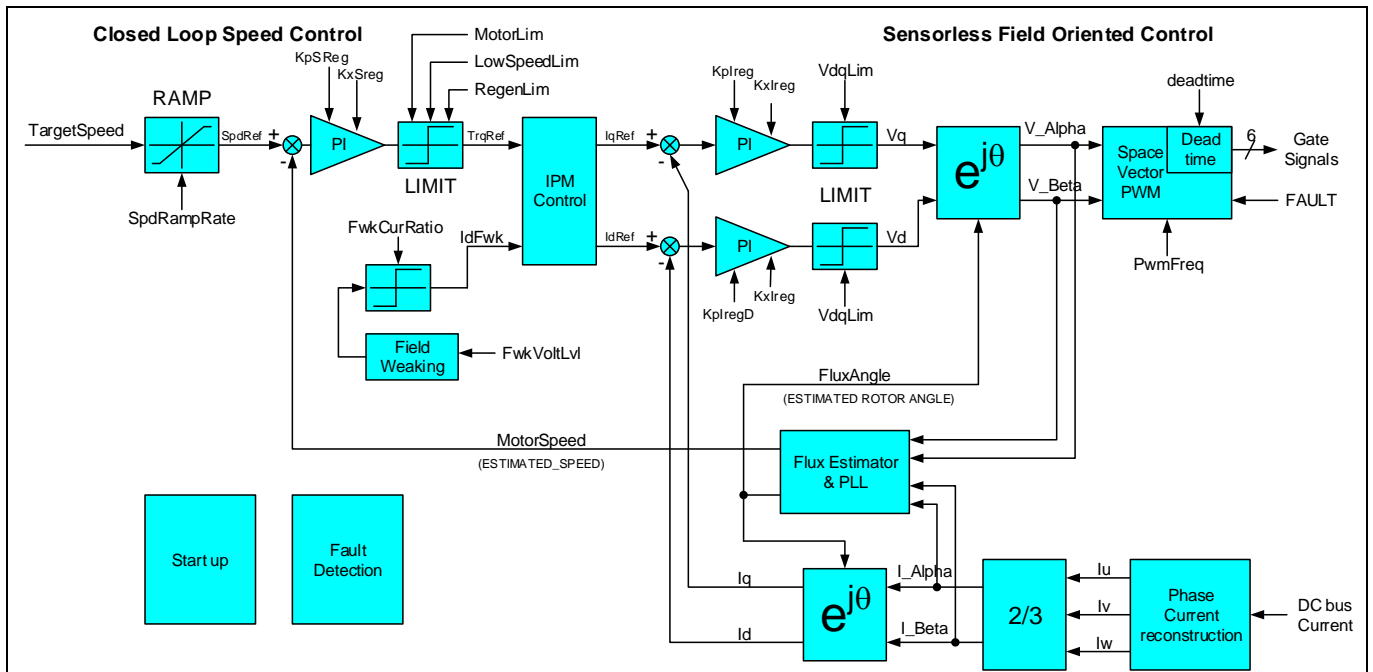 Closed Loop Speed Control
Sensorless Field Oriented Control
MotorLim
KpSReg
KxSreg
LowSpeedLim
RegenLim
KpIreg
KxIreg
VdqLim
deadtime
RAMP
TargetSpeed
SpdRef
+
-
PI
TrqRef
LIMIT
SpdRampRate
IPM
Control
IqRef
+
-
PI
Vq
LIMIT
e^jθ
V_Alpha
V_Beta
Space
Vector
PWM
Dead
time
6
Gate
Signals
FAULT
PwmFreq
FwkCurRatio
IdFwk
IdRef
+
-
PI
Vd
KpIregD
KxIreg
VdqLim
Field
Weaking
FwkVoltLvl
FluxAngle
(ESTIMATED ROTOR ANGLE)
MotorSpeed
(ESTIMATED_SPEED)
Flux Estimator
& PLL
Start up
Fault
Detection
Iq
Id
e^jθ
I_Alpha
I_Beta
2/3
Iu
Iv
Iw
Phase
Current
reconstruction
DC bus
Current